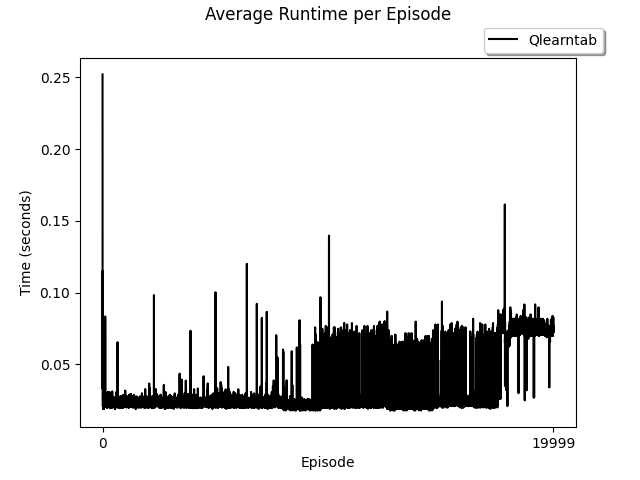 Average Runtime per Episode
Qlearntab
0.25
0.20
0.15
0.10
0.05
Time (seconds)
0 19999
Episode